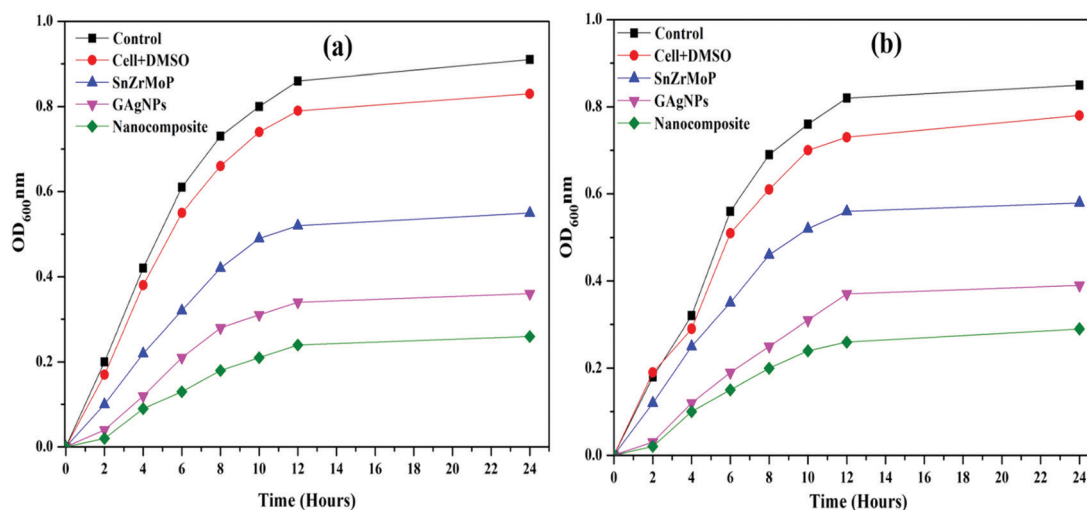 (a)
Control
Cell+DMSO
SnZrMoP
GAgNPs
Nanocomposite
OD600nm
1.0
0.8
0.6
0.4
0.2
0.0
0 2 4 6 8 10 12 14 16 18 20 22 24
Time (Hours)
(b)
Control
Cell+DMSO
SnZrMoP
GAgNPs
Nanocomposite
OD600nm
1.0
0.8
0.6
0.4
0.2
0.0
0 2 4 6 8 10 12 14 16 18 20 22 24
Time (Hours)